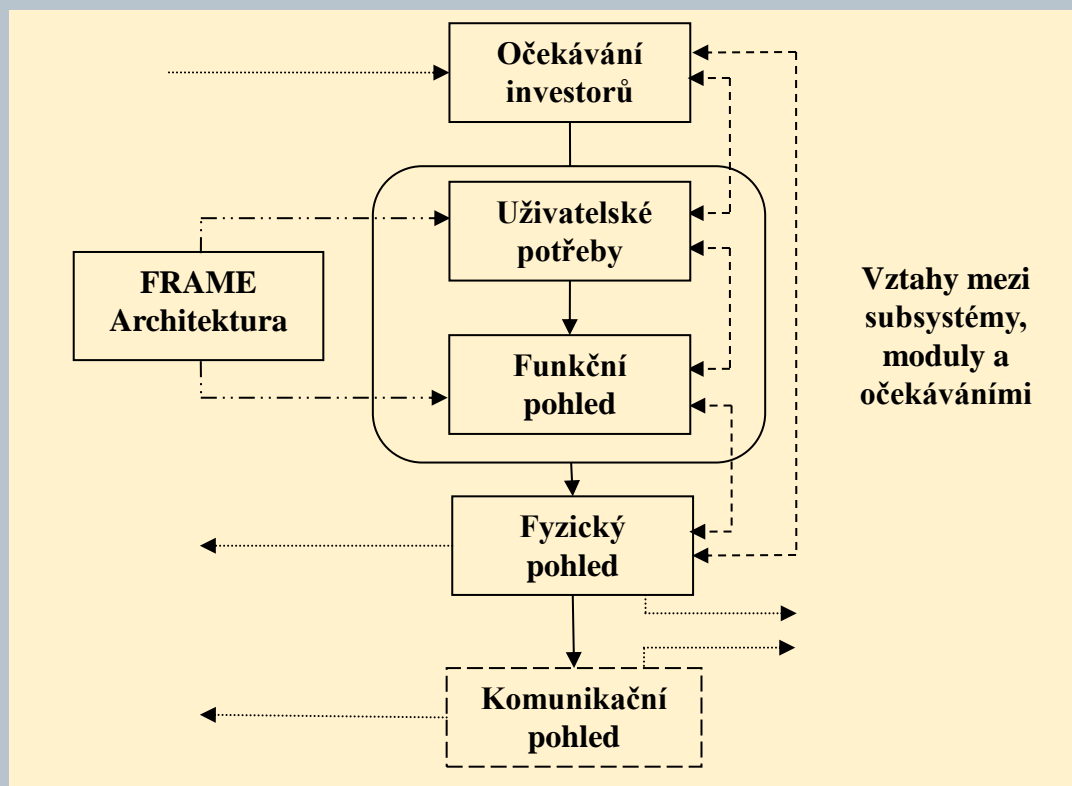 Očekávání
investorů
Uživatelské
potřeby
FRAME
Architektura
Funkční
pohled
Vztahy mezi
subsystémy,
moduly a
očekáváními
Fyzický
pohled
Komunikační
pohled